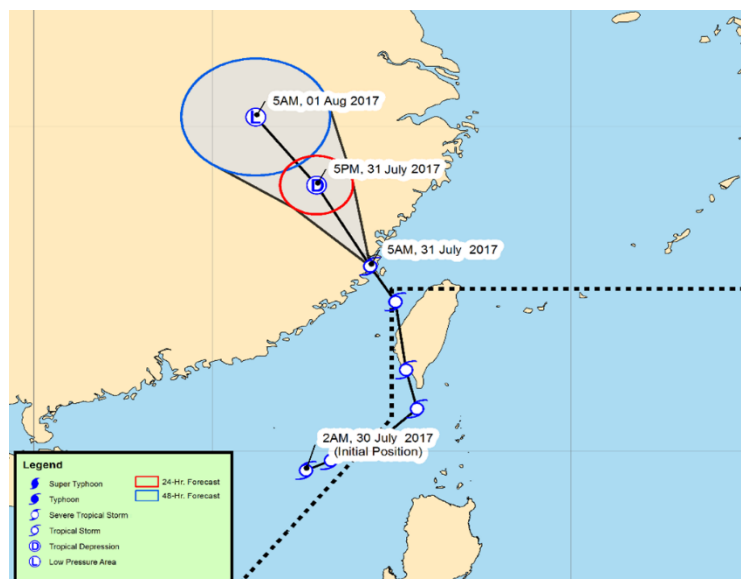 5AM, 01 Aug 2017
L
5PM, 31 July 2017
D
5AM, 31 July 2017
2AM, 30 July 2017
(Initial Position)
Legend
Super Typhoon
24-Hr. Forecast
Typhoon
48-Hr. Forecast
Severe Tropical Storm
Tropical Storm
D Tropical Depression
L Low Pressure Area